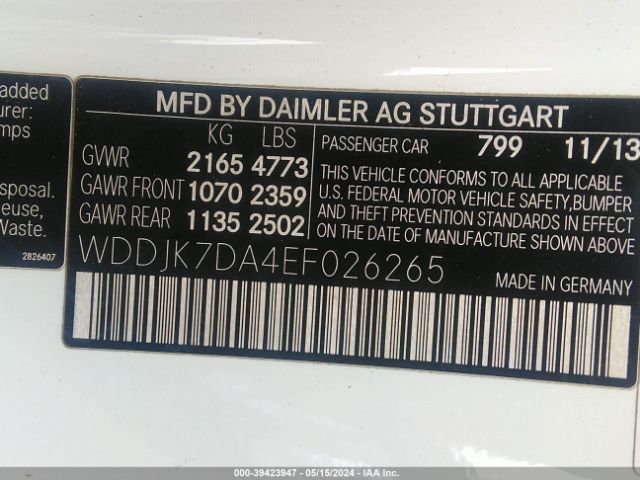 added
urer:
mps
isposal.
euse,
Waste.
2826407
MFD BY DAIMLER AG STUTTGART
KG LBS
GVWR 2165 4773
GAWR FRONT 1070 2359
GAWR REAR 1135 2502
PASSENGER CAR 799 11/13
THIS VEHICLE CONFORMS TO ALL APPLICABLE
U.S. FEDERAL MOTOR VEHICLE SAFETY,BUMPER
AND THEFT PREVENTION STANDARDS IN EFFECT
ON THE DATE OF MANUFACTURE SHOWN ABOVE
WDDJK7DA4EF026265
MADE IN GERMANY
000-39423947 - 05/15/2024 - IAA Inc.